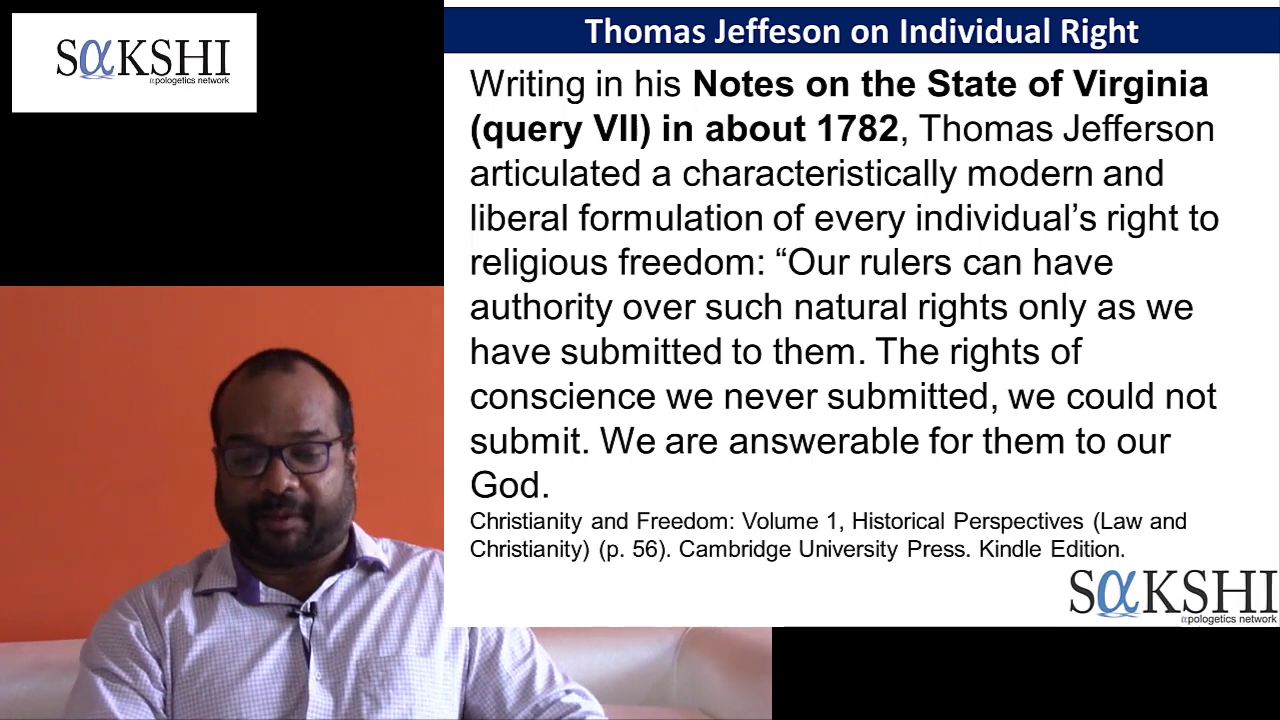 SαKSHI
αpologetics network
Thomas Jeffeson on Individual Right
Writing in his Notes on the State of Virginia
(query VII) in about 1782, Thomas Jefferson
articulated a characteristically modern and
liberal formulation of every individual’s right to
religious freedom: “Our rulers can have
authority over such natural rights only as we
have submitted to them. The rights of
conscience we never submitted, we could not
submit. We are answerable for them to our
God.
Christianity and Freedom: Volume 1, Historical Perspectives (Law and
Christianity) (p. 56). Cambridge University Press. Kindle Edition.
SαKSHI
αpologetics network